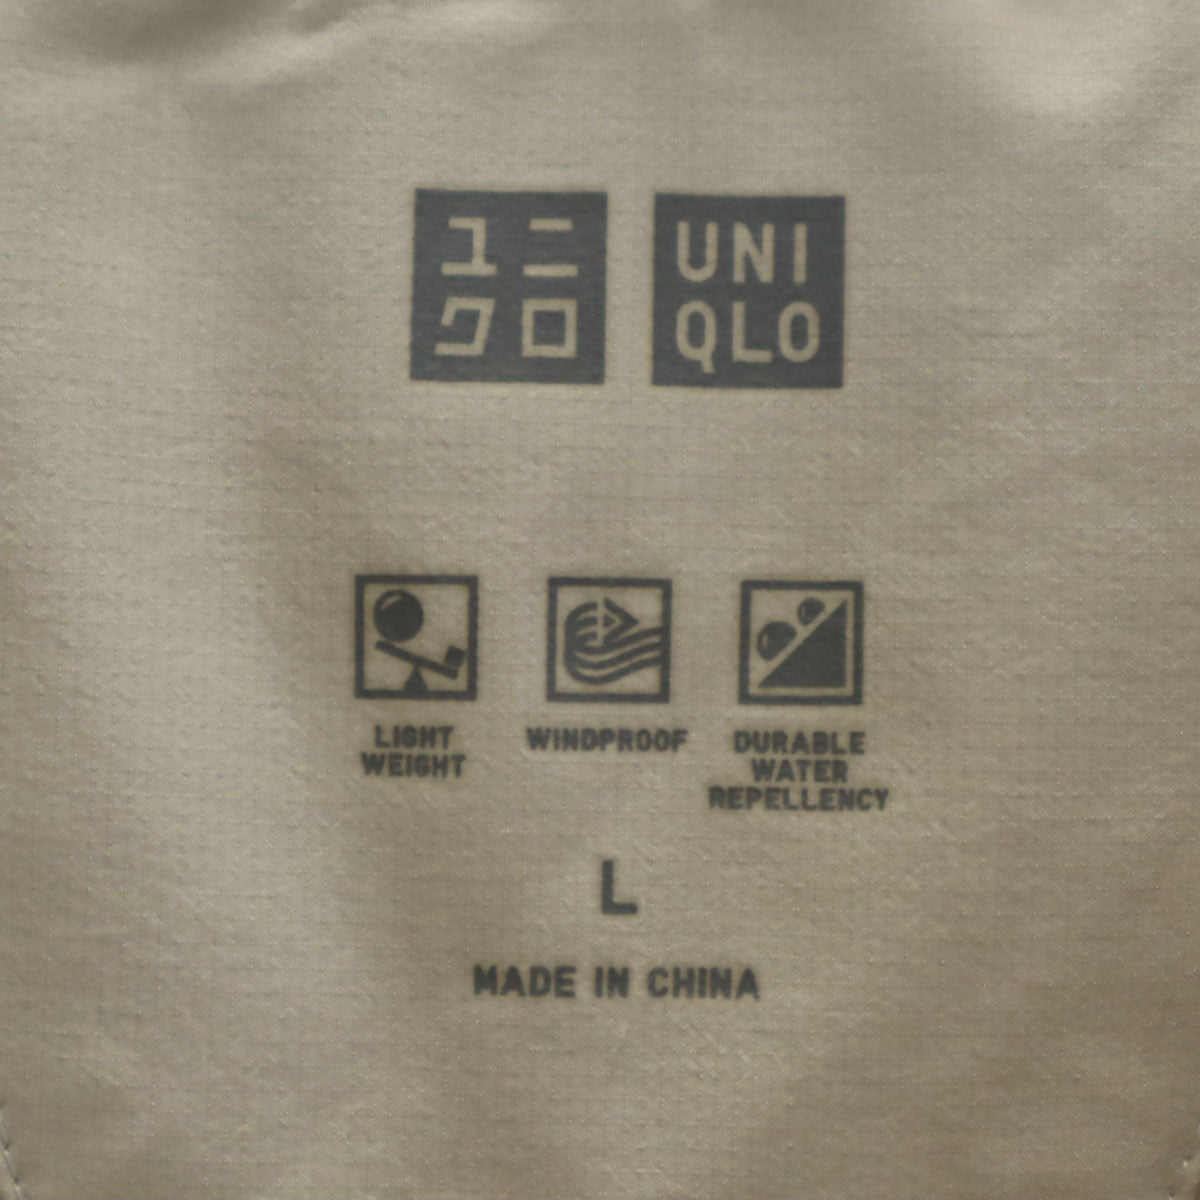 ユニ UNI
クロ QLO
LIGHT WEIGHT
WINDPROOF
DURABLE WATER REPELLENCY
L
MADE IN CHINA